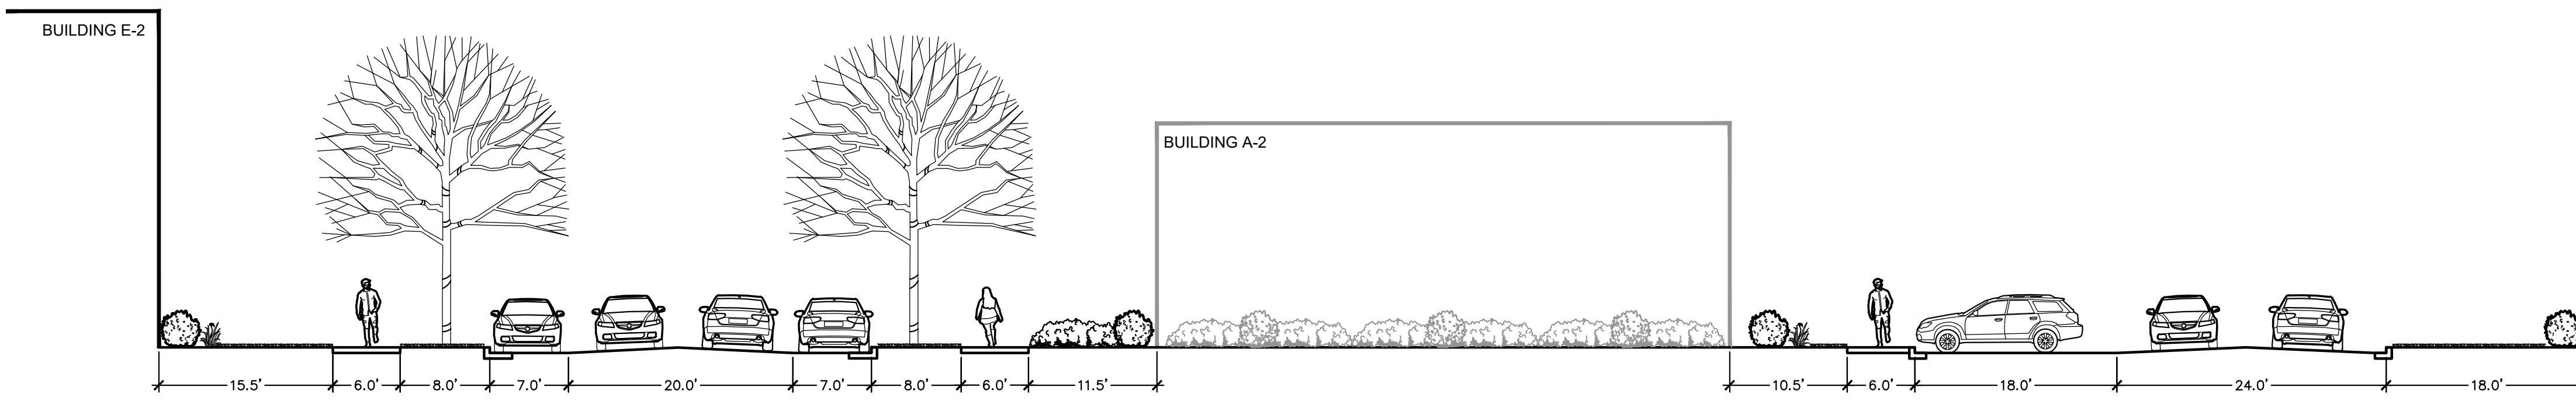 BUILDING E-2
BUILDING A-2
15.5' 6.0' 8.0' 7.0' 20.0' 7.0' 8.0' 6.0' 11.5' 10.5' 6.0' 18.0' 24.0' 18.0'